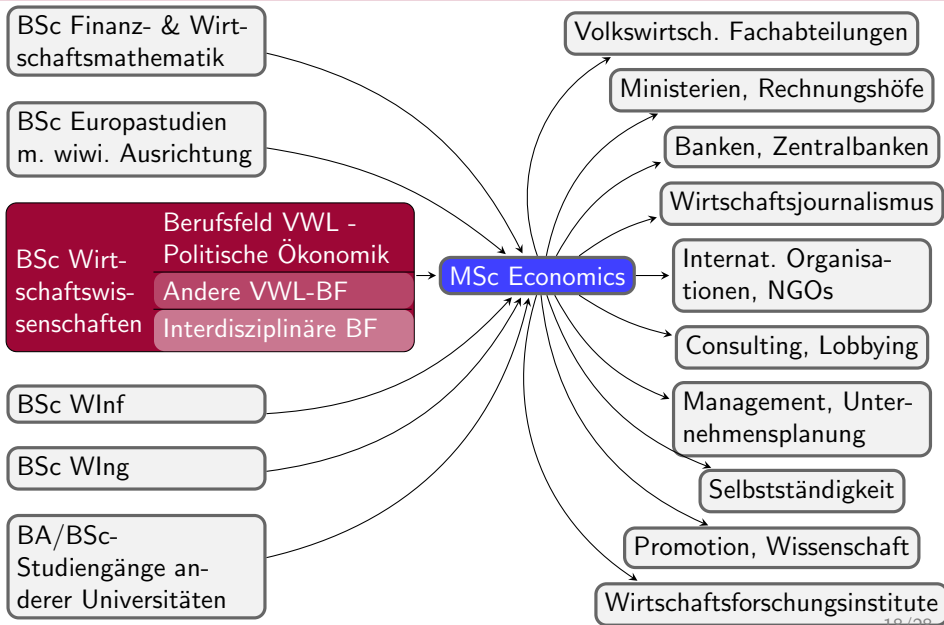 BSc Finanz- & Wirt-
schaftsmathematik
BSc Europastudien
m. wiwi. Ausrichtung
BSc Wirt-
schaftswis-
senschaften
Berufsfeld VWL -
Politische Ökonomik
Andere VWL-BF
Interdisziplinäre BF
BSc WInf
BSc WIng
BA/BSc-
Studiengänge an-
derer Universitäten
MSc Economics
Volkswirtsch. Fachabteilungen
Ministerien, Rechnungshöfe
Banken, Zentralbanken
Wirtschaftsjournalismus
Internat. Organisa-
tionen, NGOs
Consulting, Lobbying
Management, Unter-
nehmensplanung
Selbstständigkeit
Promotion, Wissenschaft
Wirtschaftsforschungsinstitute